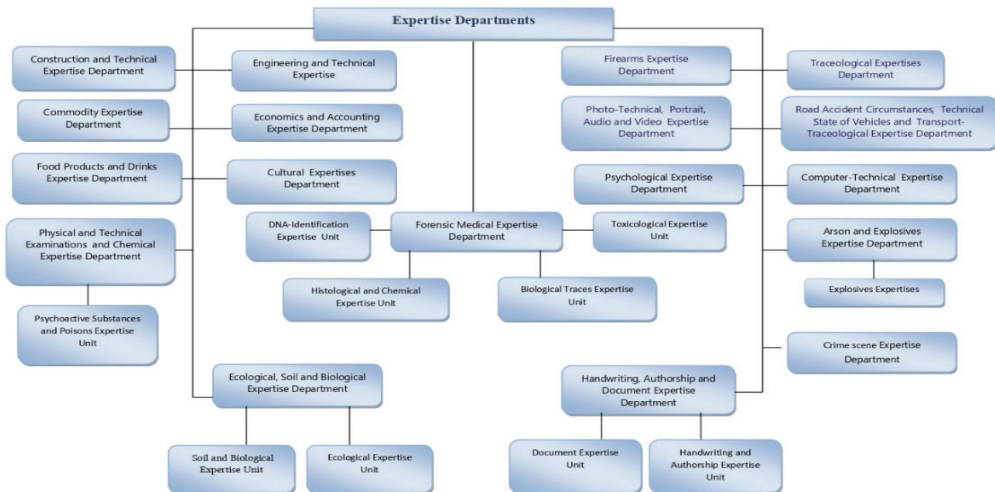 Expertise Departments
Construction and Technical
Expertise Department
Engineering and Technical
Expertise
Firearms Expertise
Department
Traceological Expertises
Department
Commodity Expertise
Department
Economics and Accounting
Expertise Department
Photo-Technical, Portrait,
Audio and Video Expertise
Department
Road Accident Circumstances, Technical
State of Vehicles and Transport-
Traceological Expertise Department
Food Products and Drinks
Expertise Department
Cultural Expertises
Department
Psychological Expertise
Department
Computer-Technical Expertise
Department
Physical and Technical
Examinations and Chemical
Expertise Department
DNA-Identification
Expertise Unit
Forensic Medical Expertise
Department
Toxicological Expertise
Unit
Arson and Explosives
Expertise Department
Histological and Chemical
Expertise Unit
Biological Traces Expertise
Unit
Explosives Expertises
Psychoactive Substances
and Poisons Expertise
Unit
Crime scene Expertise
Department
Ecological, Soil and Biological
Expertise Department
Handwriting, Authorship and
Document Expertise
Department
Soil and Biological
Expertise Unit
Ecological Expertise Unit
Document Expertise
Unit
Handwriting and
Authorship Expertise Unit